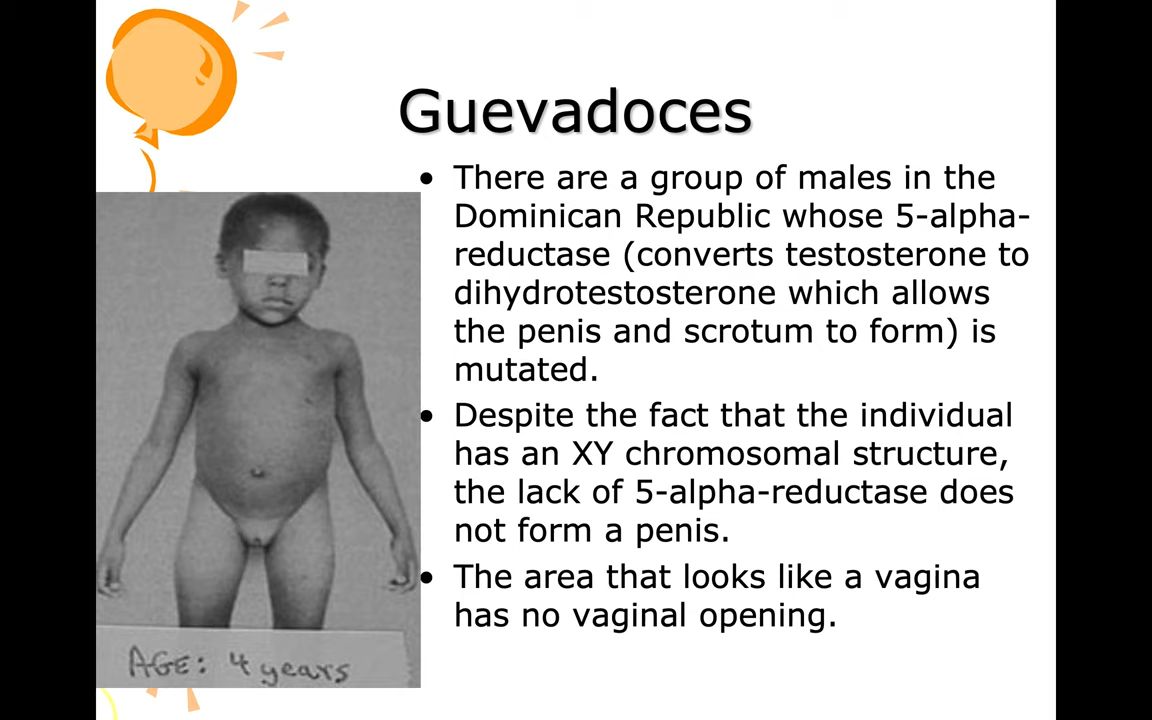 Guevadoces
• There are a group of males in the
Dominican Republic whose 5-alpha-
reductase (converts testosterone to
dihydrotestosterone which allows
the penis and scrotum to form) is
mutated.
• Despite the fact that the individual
has an XY chromosomal structure,
the lack of 5-alpha-reductase does
not form a penis.
• The area that looks like a vagina
has no vaginal opening.
AGE: 4 years